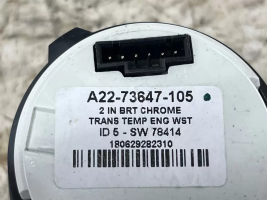 A22-73647-105
2 IN BRT CHROME
TRANS TEMP ENG WST
ID 5 - SW 78414
180629282310